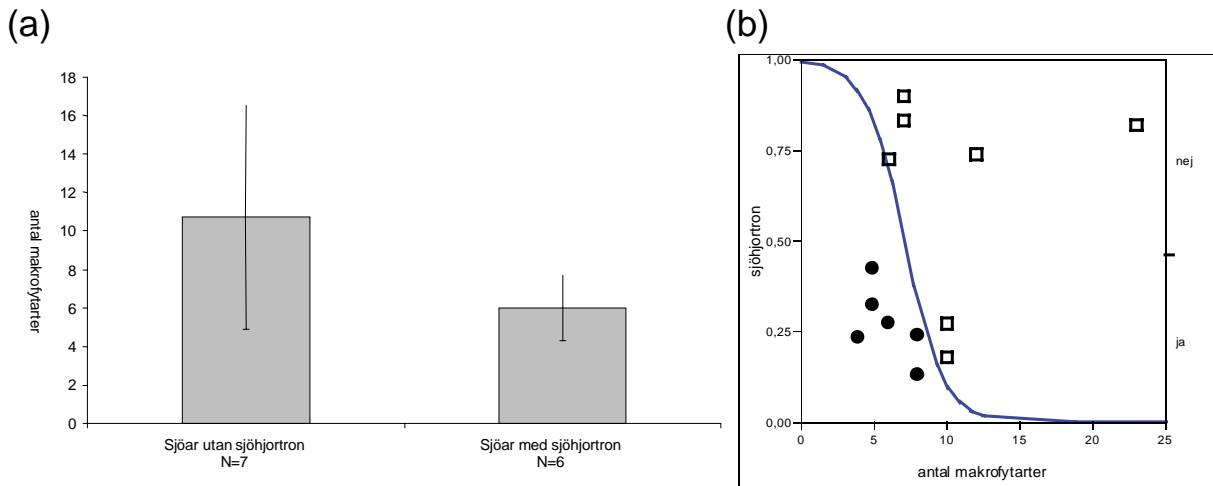 (a)
18
16
14
12
10
8
6
4
2
0
antal makrofytarter
Sjöar utan sjöhjortron
N=7
Sjöar med sjöhjortron
N=6
(b)
1,00
0,75
0,50
0,25
0,00
sjöhjortron
nej
ja
0 5 10 15 20 25
antal makrofytarter